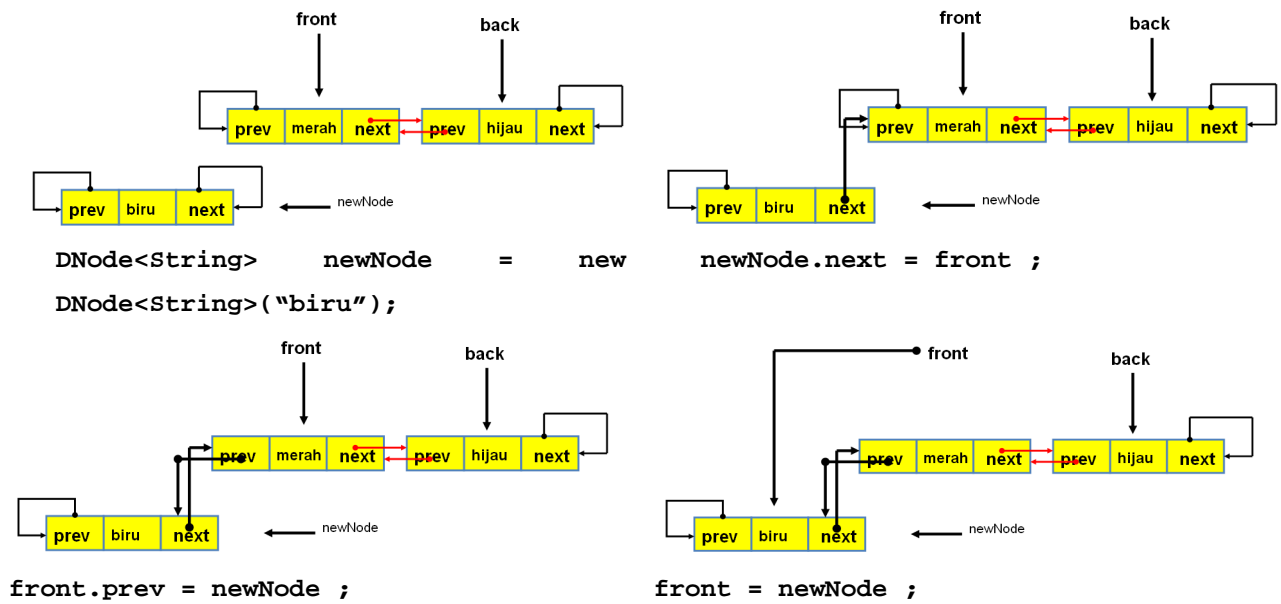 front
back
prev merah next prev hijau next
prev biru next newNode
DNode<String> newNode = new
DNode<String>(“biru”);
front
back
prev merah next prev hijau next
prev biru next newNode
newNode.next = front ;
front
back
prev merah next prev hijau next
prev biru next newNode
front.prev = newNode ;
front
back
prev merah next prev hijau next
prev biru next newNode
front = newNode ;